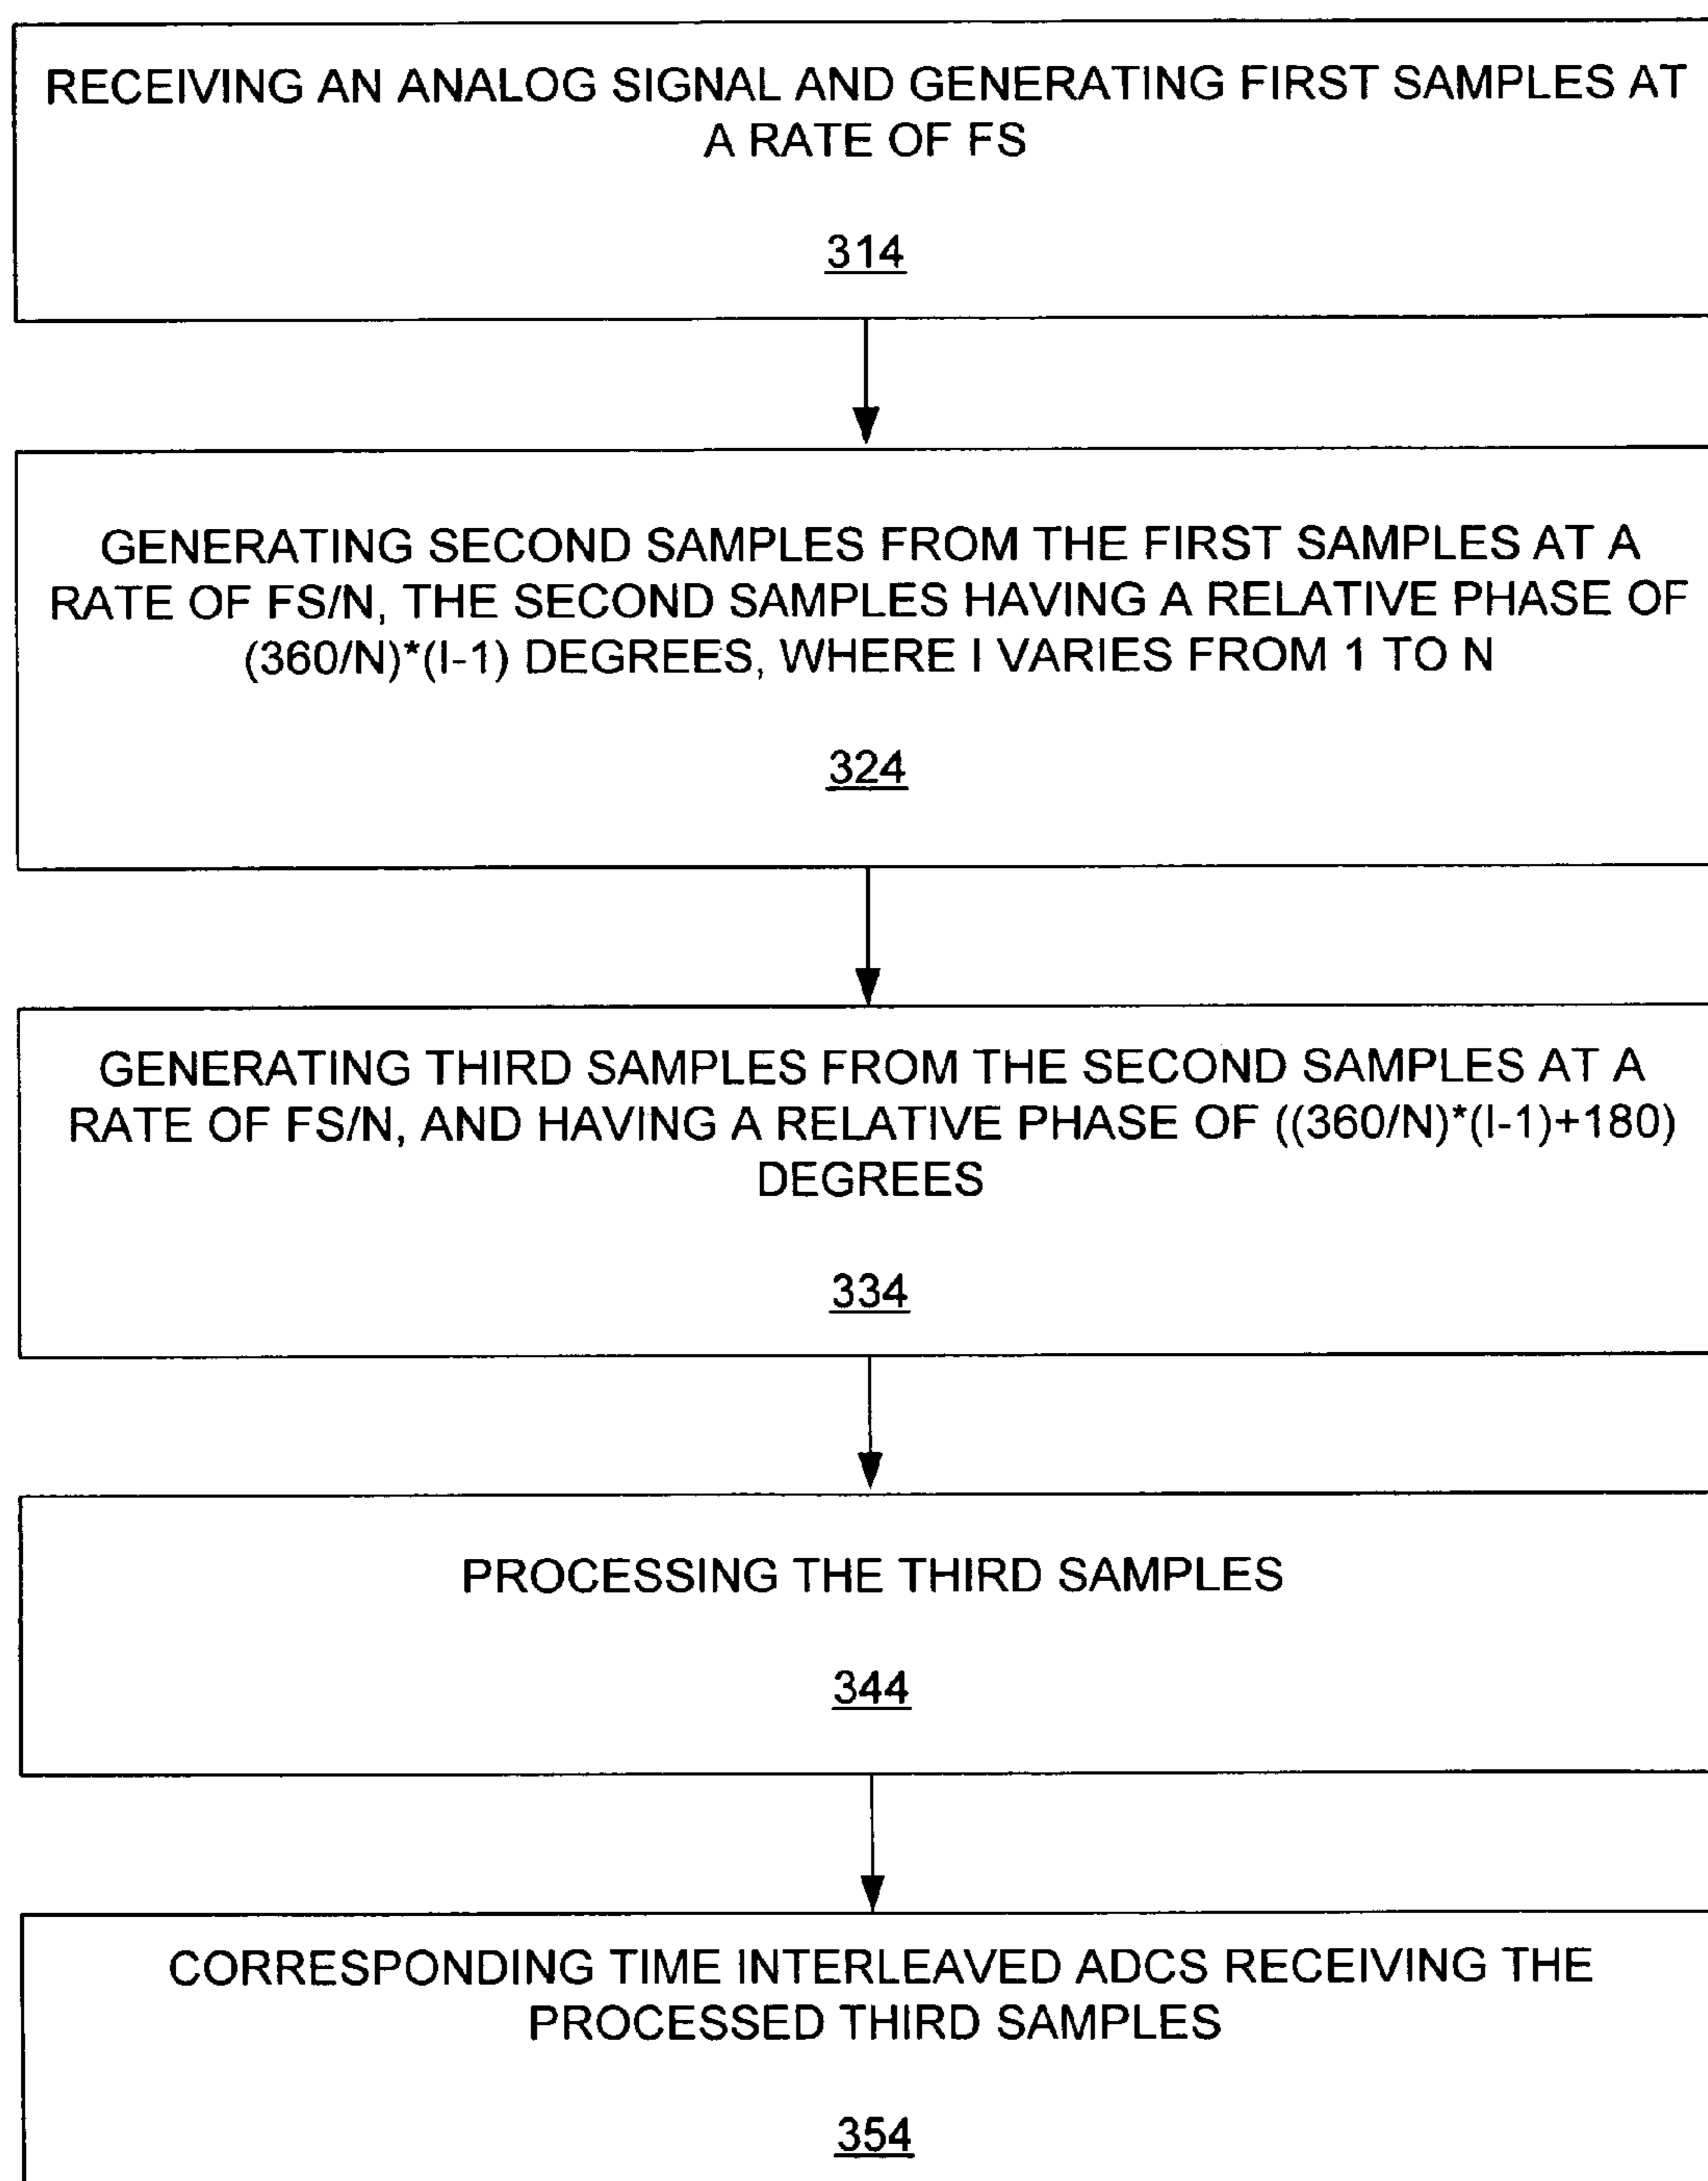 RECEIVING AN ANALOG SIGNAL AND GENERATING FIRST SAMPLES AT
A RATE OF FS
314
GENERATING SECOND SAMPLES FROM THE FIRST SAMPLES AT A
RATE OF FS/N, THE SECOND SAMPLES HAVING A RELATIVE PHASE OF
(360/N)*(I-1) DEGREES, WHERE I VARIES FROM 1 TO N
324
GENERATING THIRD SAMPLES FROM THE SECOND SAMPLES AT A
RATE OF FS/N, AND HAVING A RELATIVE PHASE OF ((360/N)*(I-1)+180)
DEGREES
334
PROCESSING THE THIRD SAMPLES
344
CORRESPONDING TIME INTERLEAVED ADCS RECEIVING THE
PROCESSED THIRD SAMPLES
354